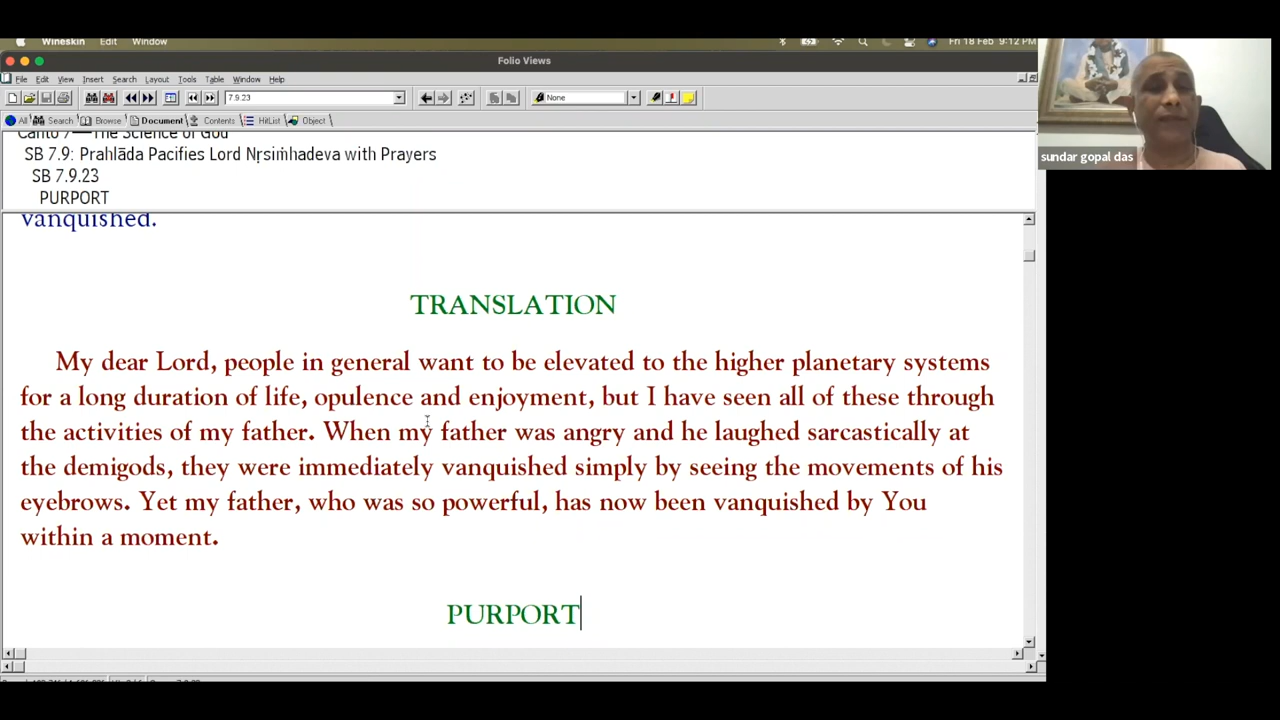 Wineskin Edit Window Fri 18 Feb 9:12 PM
Folio Views
File Edit View Insert Search Layout Tools Table Window Help
7.9.23 None
All Search Browse Document Contents HitList Object
Canto 7—The Science of God
SB 7.9: Prahlāda Pacifies Lord Nṛsiṁhadeva with Prayers
SB 7.9.23
PURPORT
vanquished.
TRANSLATION
My dear Lord, people in general want to be elevated to the higher planetary systems
for a long duration of life, opulence and enjoyment, but I have seen all of these through
the activities of my father. When my father was angry and he laughed sarcastically at
the demigods, they were immediately vanquished simply by seeing the movements of his
eyebrows. Yet my father, who was so powerful, has now been vanquished by You
within a moment.
PURPORT
sundar gopal das